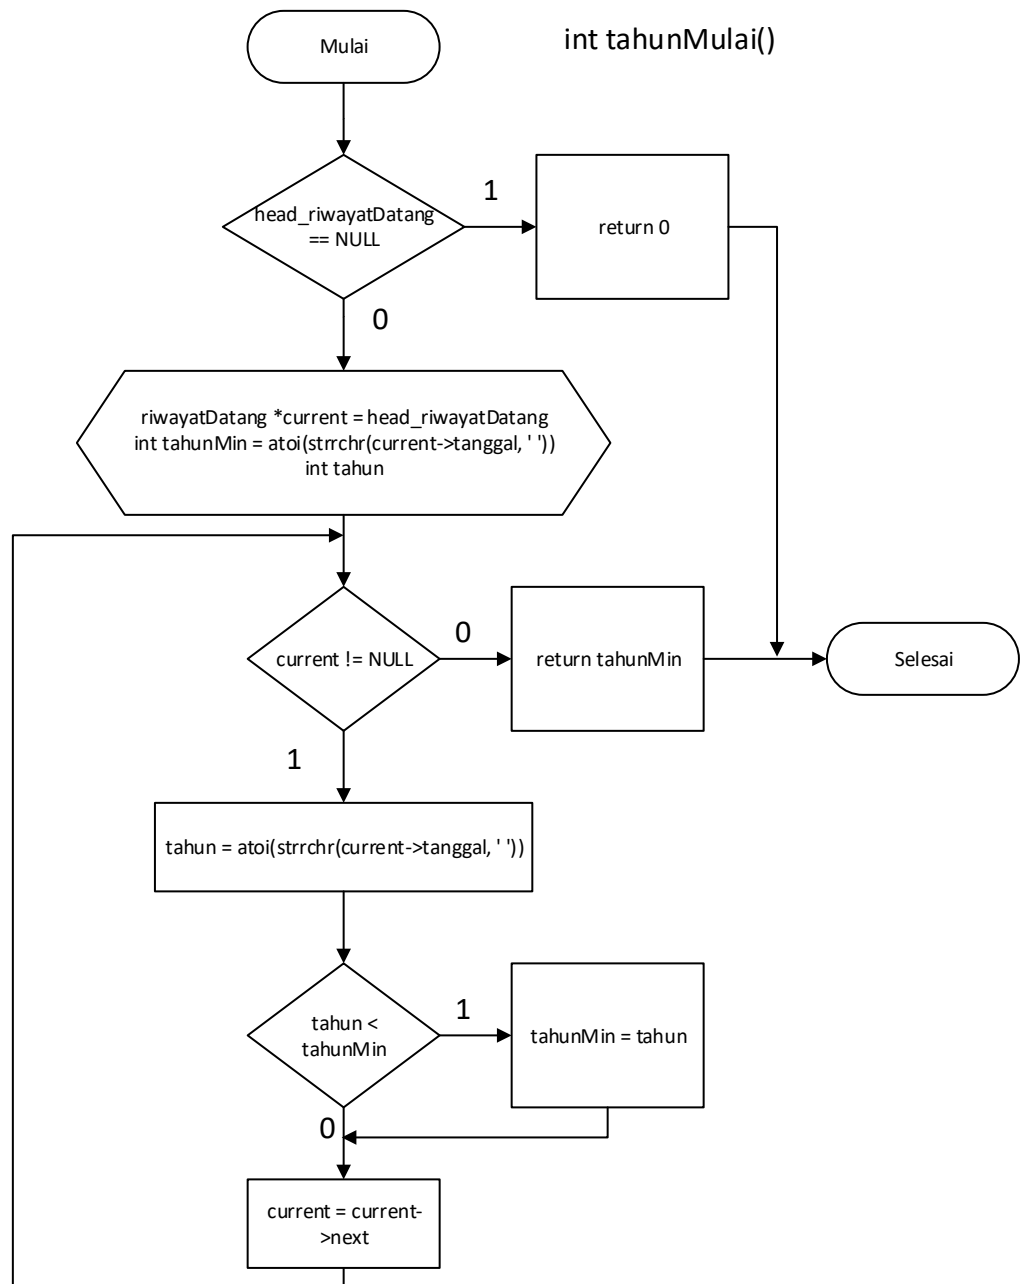 int tahunMulai()
Mulai
head_riwayatDatang
== NULL
1
return 0
0
riwayatDatang *current = head_riwayatDatang
int tahunMin = atoi(strrchr(current->tanggal, ' '))
int tahun
current != NULL
0
return tahunMin
Selesai
1
tahun = atoi(strrchr(current->tanggal, ' '))
tahun <
tahunMin
1
tahunMin = tahun
0
current = current-
>next